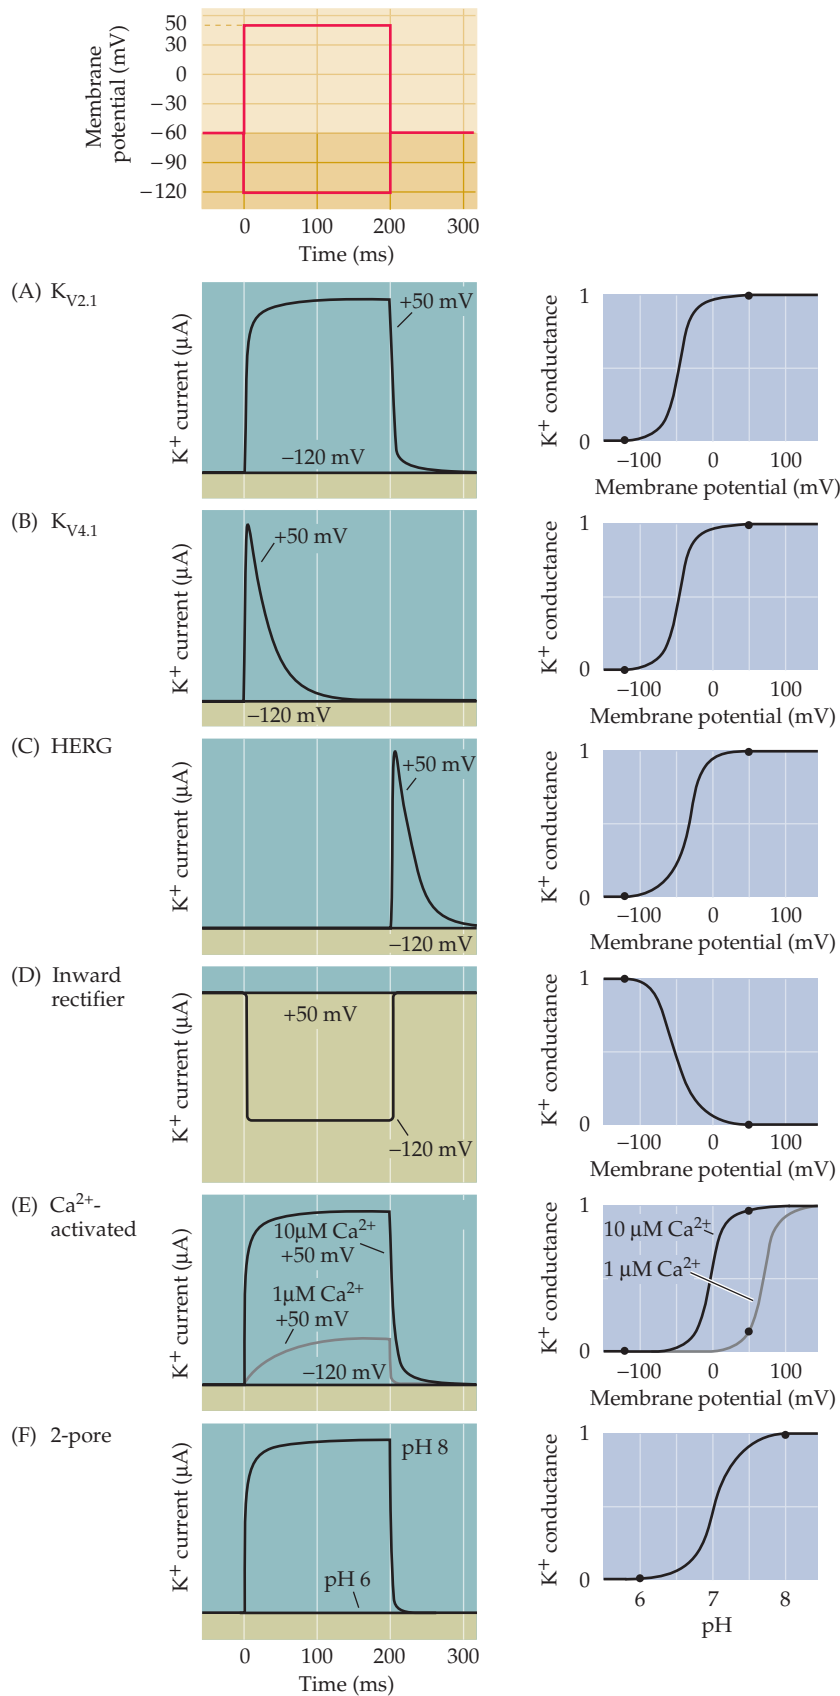 Membrane
potential (mV)
50
30
0
−30
−60
−90
−120
0 100 200 300
Time (ms)
(A) K_V2.1
K⁺ current (µA)
+50 mV
−120 mV
K⁺ conductance
1
0
−100 0 100
Membrane potential (mV)
(B) K_V4.1
K⁺ current (µA)
+50 mV
−120 mV
K⁺ conductance
1
0
−100 0 100
Membrane potential (mV)
(C) HERG
K⁺ current (µA)
+50 mV
−120 mV
K⁺ conductance
1
0
−100 0 100
Membrane potential (mV)
(D) Inward
rectifier
K⁺ current (µA)
+50 mV
−120 mV
K⁺ conductance
1
0
−100 0 100
Membrane potential (mV)
(E) Ca²⁺-
activated
K⁺ current (µA)
10µM Ca²⁺
+50 mV
1µM Ca²⁺
+50 mV
−120 mV
K⁺ conductance
1
10 µM Ca²⁺
1 µM Ca²⁺
0
−100 0 100
Membrane potential (mV)
(F) 2-pore
K⁺ current (µA)
pH 8
pH 6
0 100 200 300
Time (ms)
K⁺ conductance
1
0
6 7 8
pH